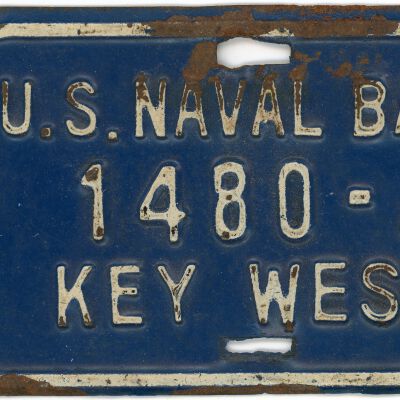 U.S. NAVAL BA
1480-
KEY WES